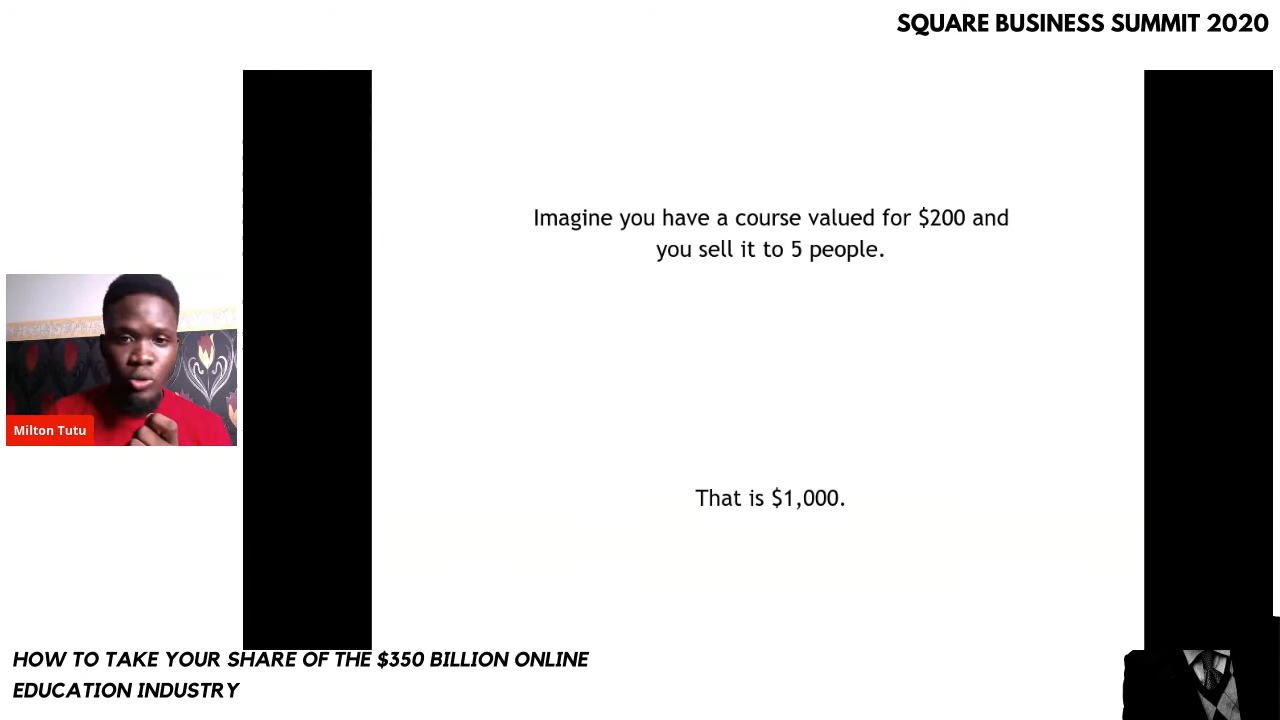 SQUARE BUSINESS SUMMIT 2020
Imagine you have a course valued for $200 and
you sell it to 5 people.
Milton Tutu
That is $1,000.
HOW TO TAKE YOUR SHARE OF THE $350 BILLION ONLINE
EDUCATION INDUSTRY